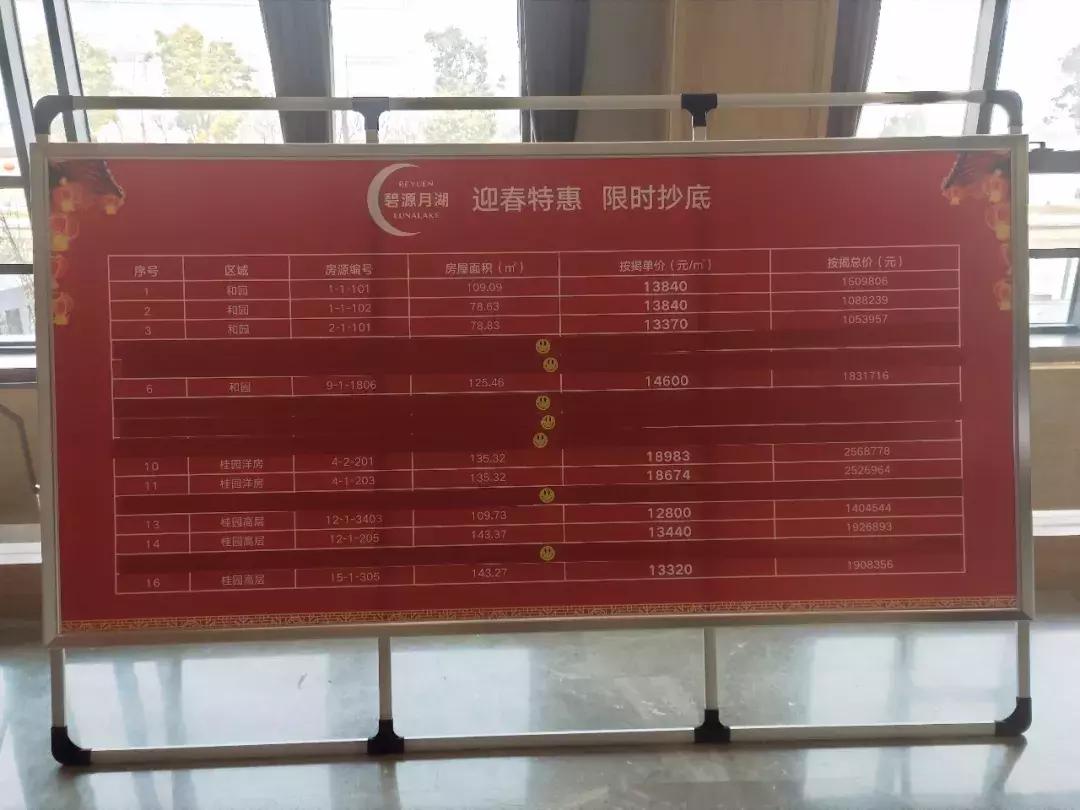 BEYUEN
碧源月湖
LUNALAKE
迎春特惠 限时抄底
序号 区域 房源编号 房屋面积（㎡） 按揭单价（元/㎡） 按揭总价（元）
1 和园 1-1-101 109.09 13840 1509806
2 和园 1-1-102 78.63 13840 1088239
3 和园 2-1-101 78.83 13370 1053957
6 和园 9-1-1806 125.46 14600 1831716
10 桂园洋房 4-2-201 135.32 18983 2568778
11 桂园洋房 4-1-203 135.32 18674 2526964
13 桂园高层 12-1-3403 109.73 12800 1404544
14 桂园高层 12-1-205 143.37 13440 1926893
16 桂园高层 15-1-305 143.27 13320 1908356